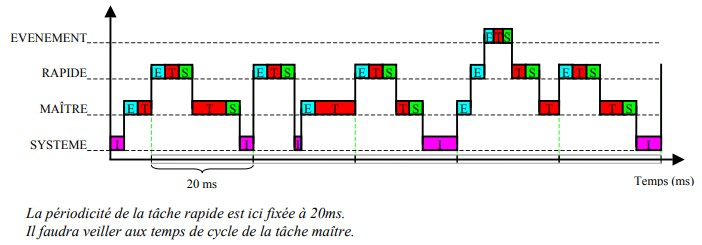 EVENEMENT
E T S
RAPIDE
E T S E T S E T S T S E T S
MAÎTRE
E T T S E T T S E T T S
SYSTEME
I I I I I
20 ms
Temps (ms)
La périodicité de la tâche rapide est ici fixée à 20ms.
Il faudra veiller aux temps de cycle de la tâche maître.